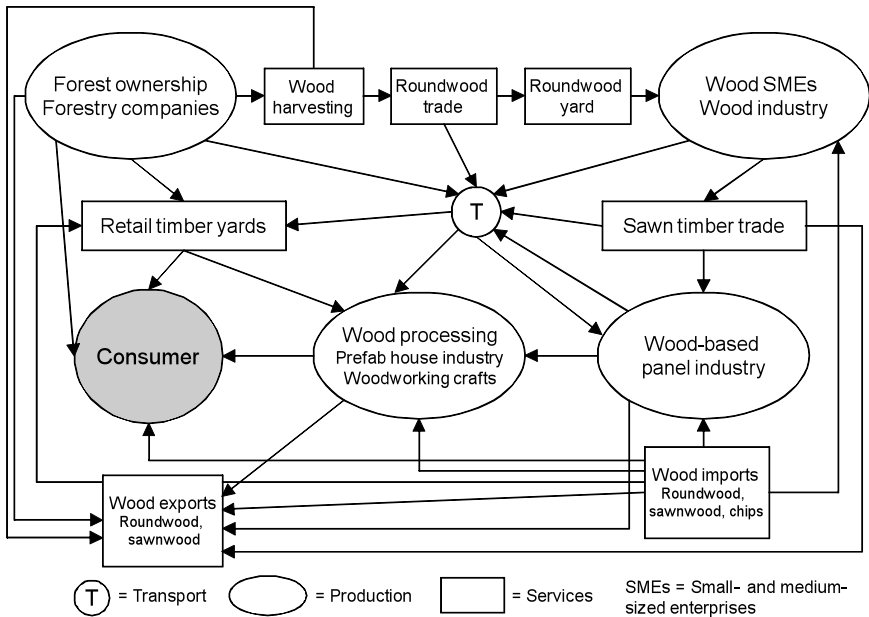 Forest ownership
Forestry companies
Wood
harvesting
Roundwood
trade
Roundwood
yard
Wood SMEs
Wood industry
Retail timber yards
T
Sawn timber trade
Consumer
Wood processing
Prefab house industry
Woodworking crafts
Wood-based
panel industry
Wood exports
Roundwood,
sawnwood
Wood imports
Roundwood,
sawnwood, chips
T = Transport
= Production
= Services
SMEs = Small- and medium-
sized enterprises